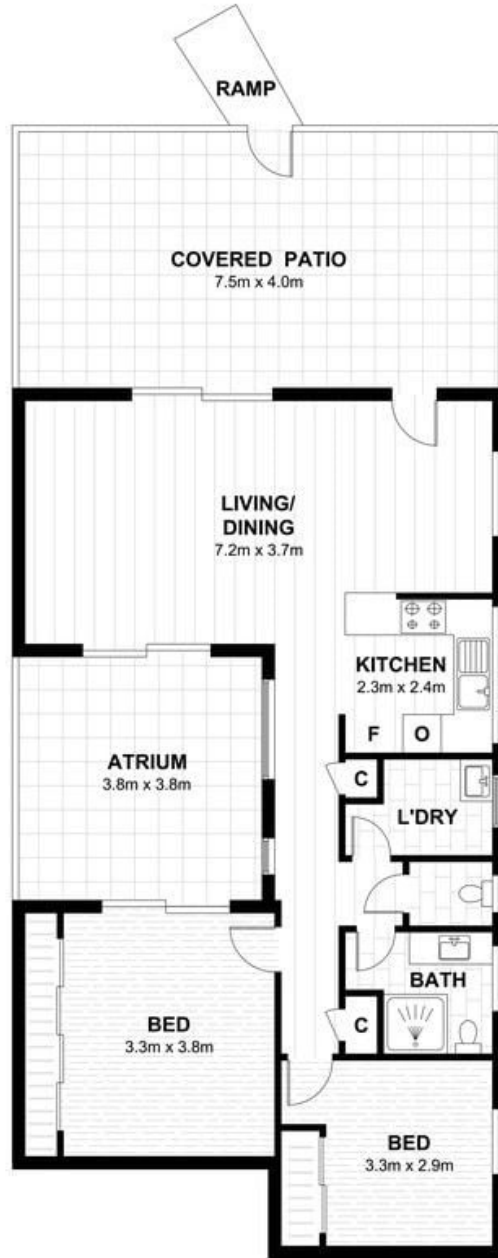 RAMP
COVERED PATIO
7.5m x 4.0m
LIVING/
DINING
7.2m x 3.7m
KITCHEN
2.3m x 2.4m
F
O
ATRIUM
3.8m x 3.8m
C
L'DRY
BATH
C
BED
3.3m x 3.8m
BED
3.3m x 2.9m